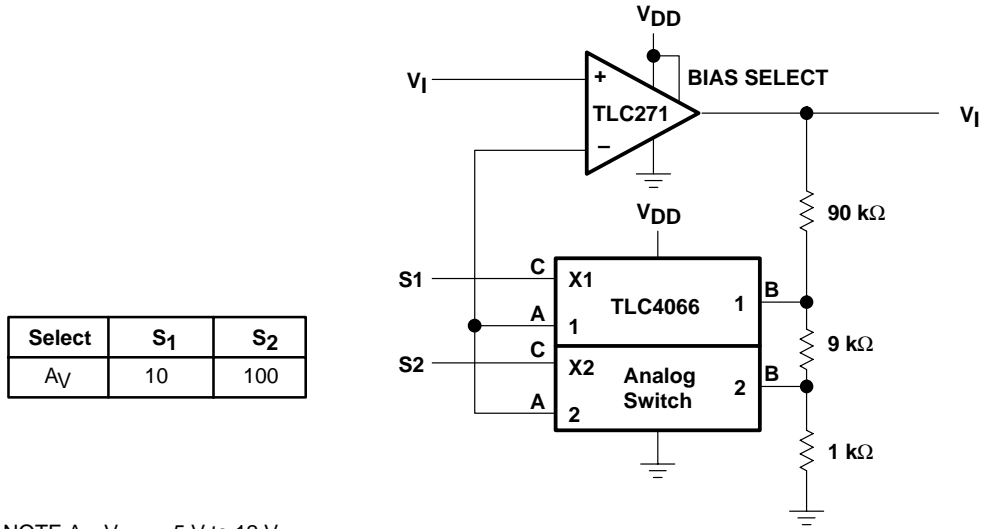 VDD
BIAS SELECT
VI
+
TLC271
−
VI
90 kΩ
VDD
S1
C
X1
TLC4066
1
B
A
1
9 kΩ
S2
C
X2
Analog
Switch
2
B
A
2
1 kΩ
Select S1 S2
AV 10 100